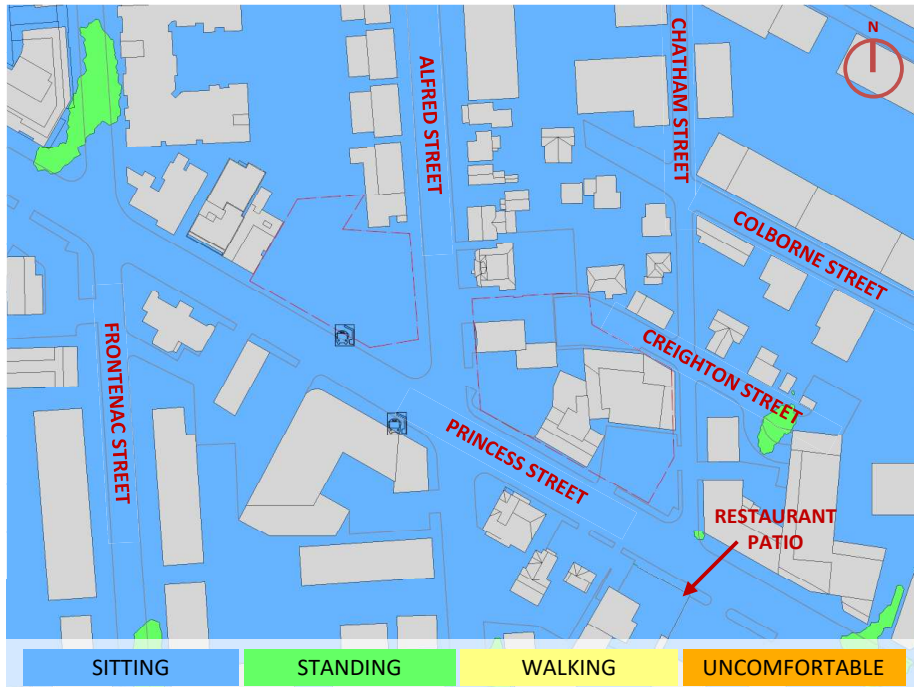 N
CHATHAM STREET
ALFRED STREET
COLBORNE STREET
FRONTENAC STREET
CREIGHTON STREET
PRINCESS STREET
RESTAURANT
PATIO
SITTING
STANDING
WALKING
UNCOMFORTABLE